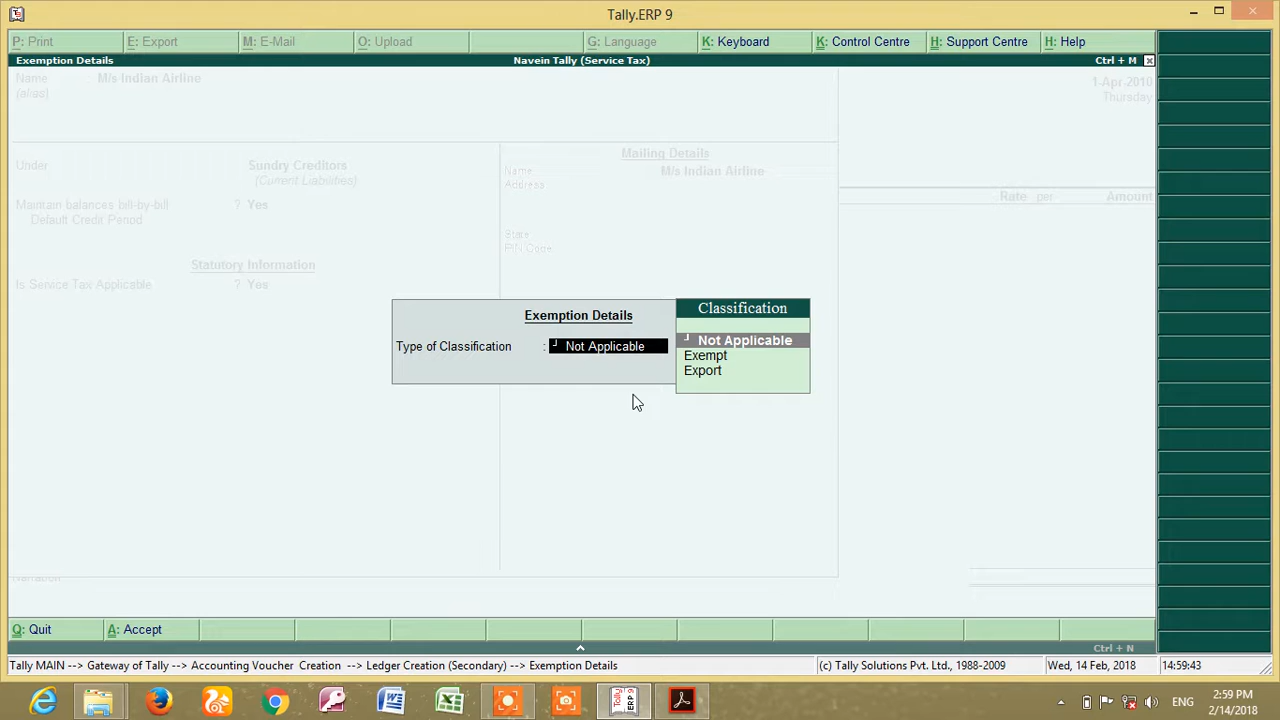 Tally.ERP 9
P: Print E: Export M: E-Mail O: Upload G: Language K: Keyboard K: Control Centre H: Support Centre H: Help
Exemption Details Navein Tally (Service Tax) Ctrl + M
Name M/s Indian Airline 1-Apr-2010
(alias) Thursday
Under Sundry Creditors
(Current Liabilities)
Mailing Details
Name M/s Indian Airline
Address
Rate per Amount
Maintain balances bill-by-bill ? Yes
Default Credit Period
State
PIN Code
Statutory Information
Is Service Tax Applicable ? Yes
Exemption Details
Type of Classification : ┘ Not Applicable
Classification
┘ Not Applicable
Exempt
Export
Narration
Q: Quit A: Accept
Ctrl + N
Tally MAIN --> Gateway of Tally --> Accounting Voucher Creation --> Ledger Creation (Secondary) --> Exemption Details (c) Tally Solutions Pvt. Ltd., 1988-2009 Wed, 14 Feb, 2018 14:59:43
Tally ERP 9
ENG 2:59 PM
2/14/2018